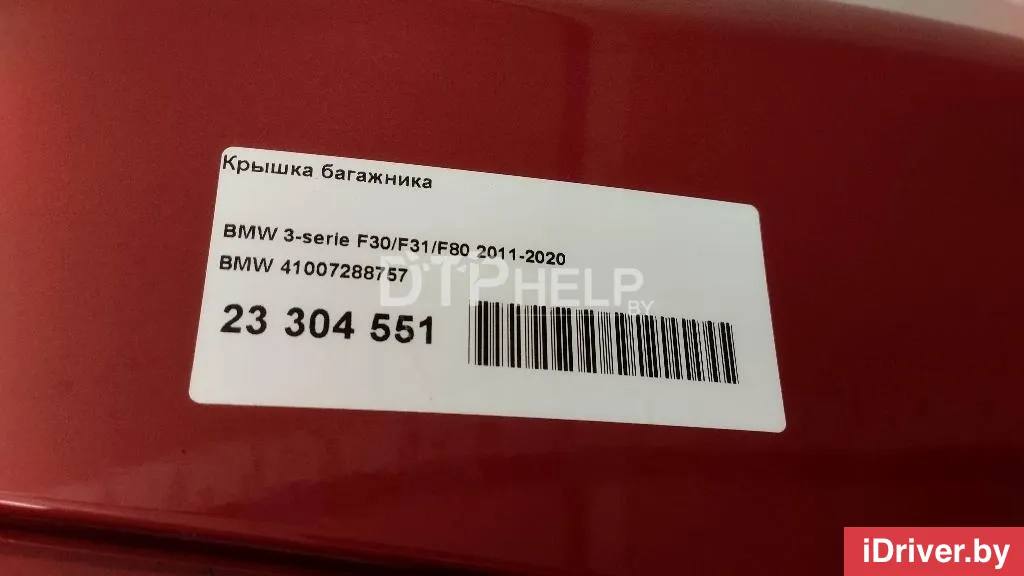 Крышка багажника
BMW 3-serie F30/F31/F80 2011-2020
BMW 41007288757
DTPHELP
BY
23 304 551
iDriver.by